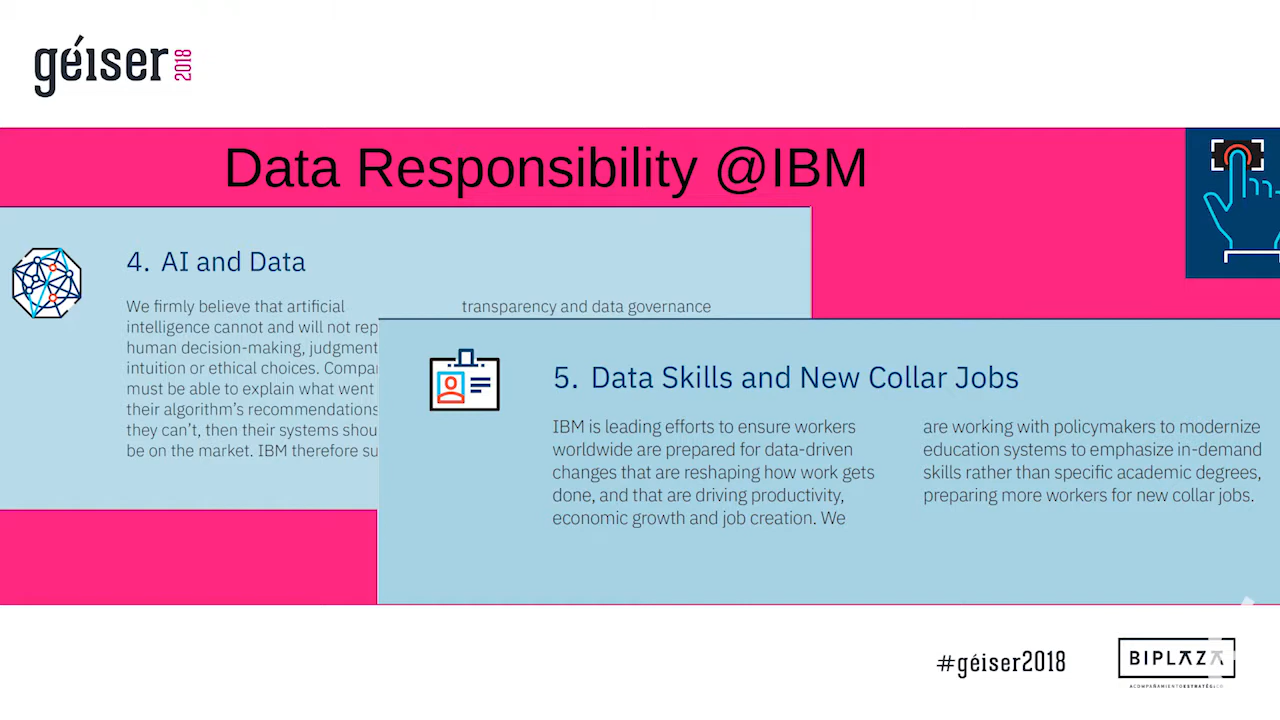 géiser 2018
Data Responsibility @IBM
4. AI and Data
We firmly believe that artificial
intelligence cannot and will not rep
human decision-making, judgment
intuition or ethical choices. Compa
must be able to explain what went
their algorithm's recommendations
they can't, then their systems shou
be on the market. IBM therefore su
transparency and data governance
5. Data Skills and New Collar Jobs
IBM is leading efforts to ensure workers
worldwide are prepared for data-driven
changes that are reshaping how work gets
done, and that are driving productivity,
economic growth and job creation. We
are working with policymakers to modernize
education systems to emphasize in-demand
skills rather than specific academic degrees,
preparing more workers for new collar jobs.
#géiser2018
BIPLAZA
ACOMPAÑAMIENTOESTRATÉGICO